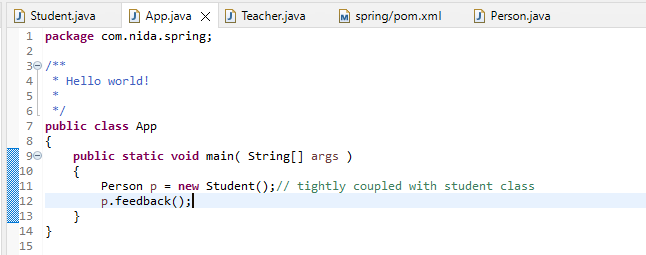 Student.java App.java Teacher.java spring/pom.xml Person.java
1 package com.nida.spring;
2
3 /**
4  * Hello world!
5  *
6  */
7 public class App
8 {
9     public static void main( String[] args )
10     {
11         Person p = new Student();// tightly coupled with student class
12         p.feedback();
13     }
14 }
15